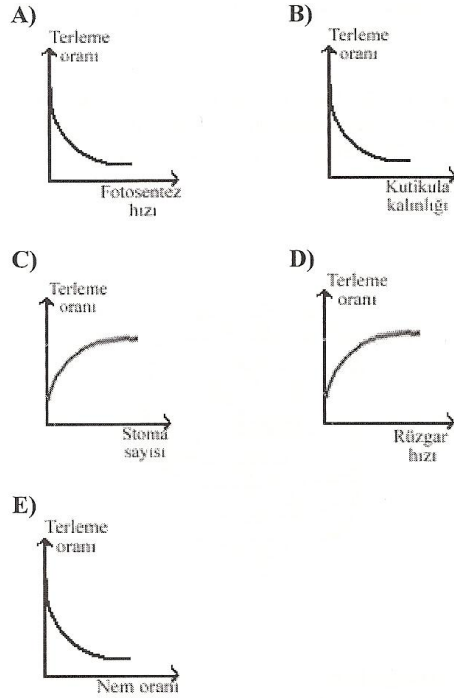 A)
Terleme
oranı
Fotosentez
hızı
B)
Terleme
oranı
Kutikula
kalınlığı
C)
Terleme
oranı
Stoma
sayısı
D)
Terleme
oranı
Rüzgar
hızı
E)
Terleme
oranı
Nem oranı